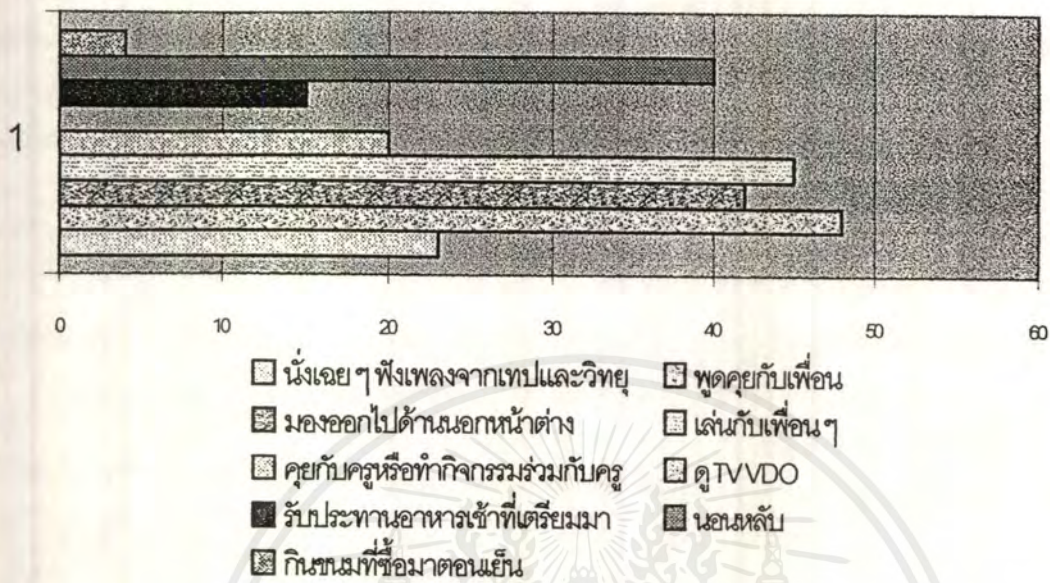 1
0 10 20 30 40 50 60
นั่งเฉย ๆ ฟังเพลงจากเทปและวิทยุ พูดคุยกับเพื่อน
มองออกไปด้านนอกหน้าต่าง เล่นกับเพื่อน ๆ
คุยกับครูหรือทำกิจกรรมร่วมกับครู ดู TV VDO
รับประทานอาหารเช้าที่เตรียมมา นอนหลับ
กินขนมที่ซื้อมาตอนเย็น